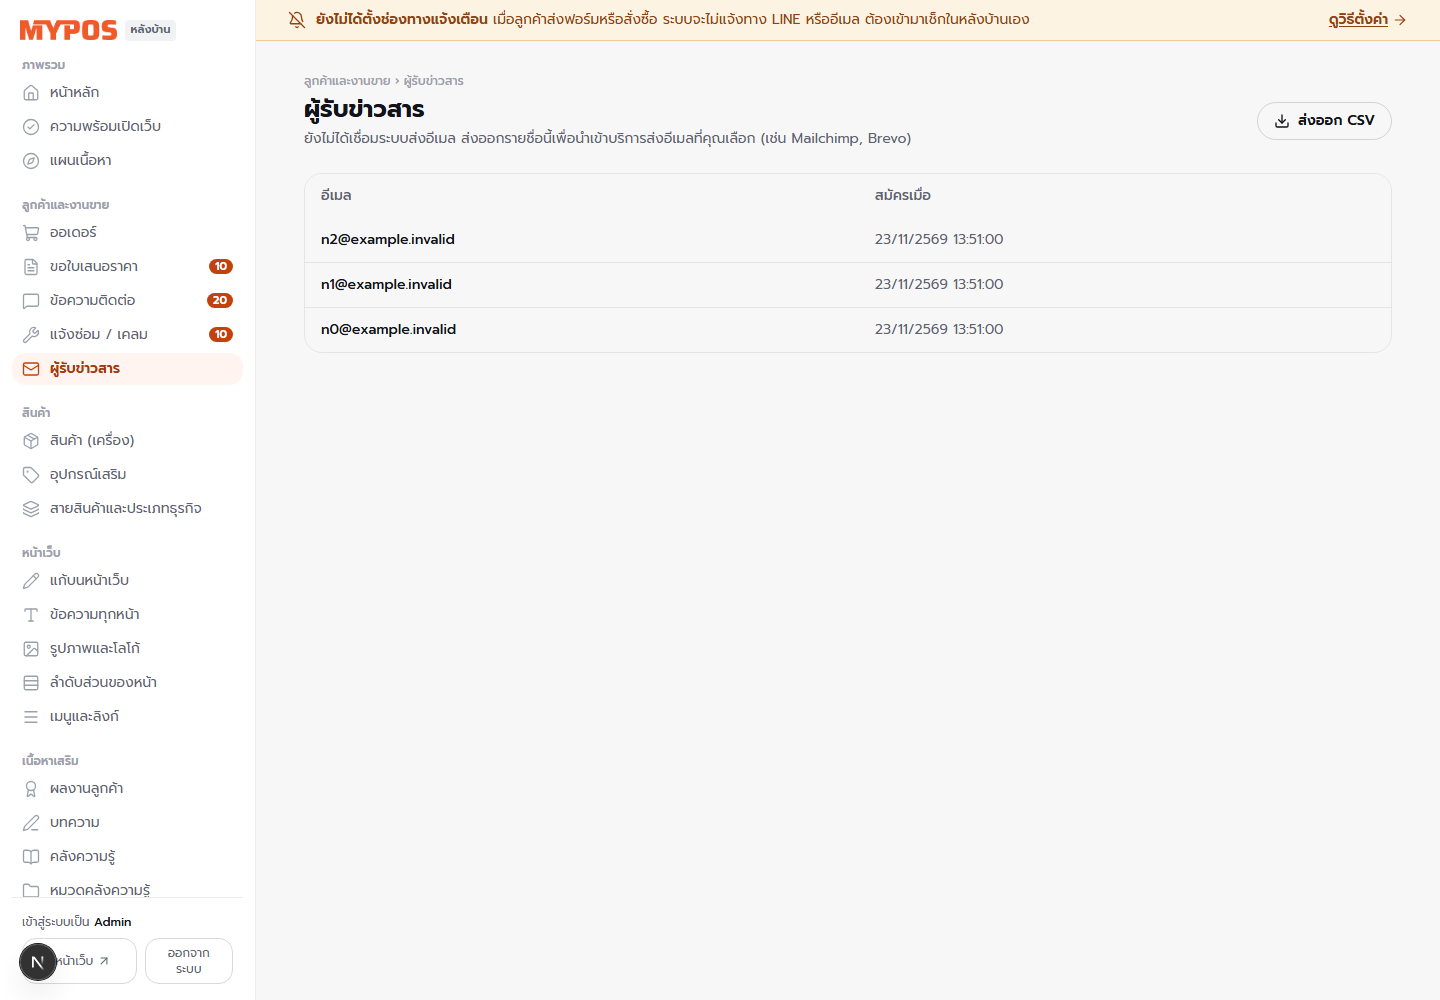 MYPOS หลังบ้าน
ภาพรวม
หน้าหลัก
ความพร้อมเปิดเว็บ
แผนเนื้อหา
ลูกค้าและงานขาย
ออเดอร์
ขอใบเสนอราคา 10
ข้อความติดต่อ 20
แจ้งซ่อม / เคลม 10
ผู้รับข่าวสาร
สินค้า
สินค้า (เครื่อง)
อุปกรณ์เสริม
สายสินค้าและประเภทธุรกิจ
หน้าเว็บ
แก้บนหน้าเว็บ
ข้อความทุกหน้า
รูปภาพและโลโก้
ลำดับส่วนของหน้า
เมนูและลิงก์
เนื้อหาเสริม
ผลงานลูกค้า
บทความ
คลังความรู้
หมวดคลังความรู้
เข้าสู่ระบบเป็น Admin
N
หน้าเว็บ
ออกจาก
ระบบ
ยังไม่ได้ตั้งช่องทางแจ้งเตือน เมื่อลูกค้าส่งฟอร์มหรือสั่งซื้อ ระบบจะไม่แจ้งทาง LINE หรืออีเมล ต้องเข้ามาเช็กในหลังบ้านเอง
ดูวิธีตั้งค่า
ลูกค้าและงานขาย › ผู้รับข่าวสาร
ผู้รับข่าวสาร
ยังไม่ได้เชื่อมระบบส่งอีเมล ส่งออกรายชื่อนี้เพื่อนำเข้าบริการส่งอีเมลที่คุณเลือก (เช่น Mailchimp, Brevo)
ส่งออก CSV
อีเมล สมัครเมื่อ
n2@example.invalid 23/11/2569 13:51:00
n1@example.invalid 23/11/2569 13:51:00
n0@example.invalid 23/11/2569 13:51:00